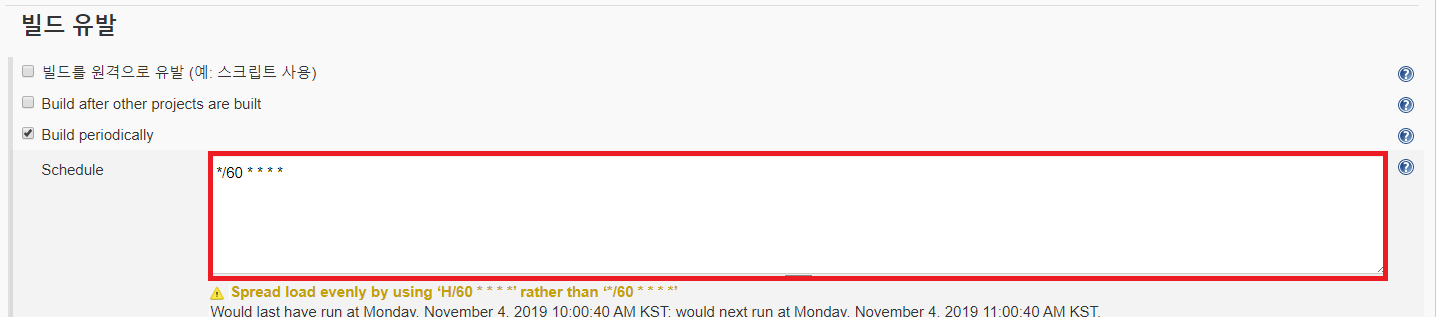 빌드 유발
빌드를 원격으로 유발 (예: 스크립트 사용)
Build after other projects are built
Build periodically
Schedule
*/60 * * * *
Spread load evenly by using ‘H/60 * * * *’ rather than ‘*/60 * * * *’
Would last have run at Monday, November 4, 2019 10:00:40 AM KST; would next run at Monday, November 4, 2019 11:00:40 AM KST.